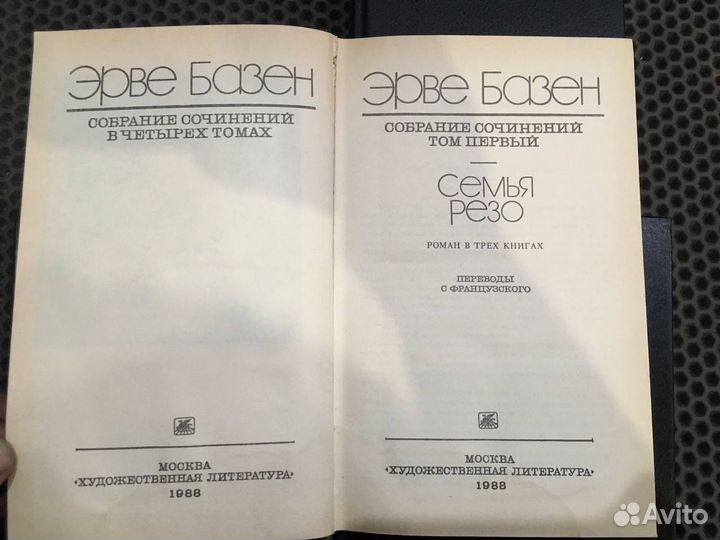 Эрве Базен
СОБРАНИЕ СОЧИНЕНИЙ
В ЧЕТЫРЕХ ТОМАХ
МОСКВА
«ХУДОЖЕСТВЕННАЯ ЛИТЕРАТУРА»
1988
Эрве Базен
СОБРАНИЕ СОЧИНЕНИЙ
ТОМ ПЕРВЫЙ
Семья
Резо
РОМАН В ТРЕХ КНИГАХ
ПЕРЕВОДЫ
С ФРАНЦУЗСКОГО
МОСКВА
«ХУДОЖЕСТВЕННАЯ ЛИТЕРАТУРА»
1988
Avito